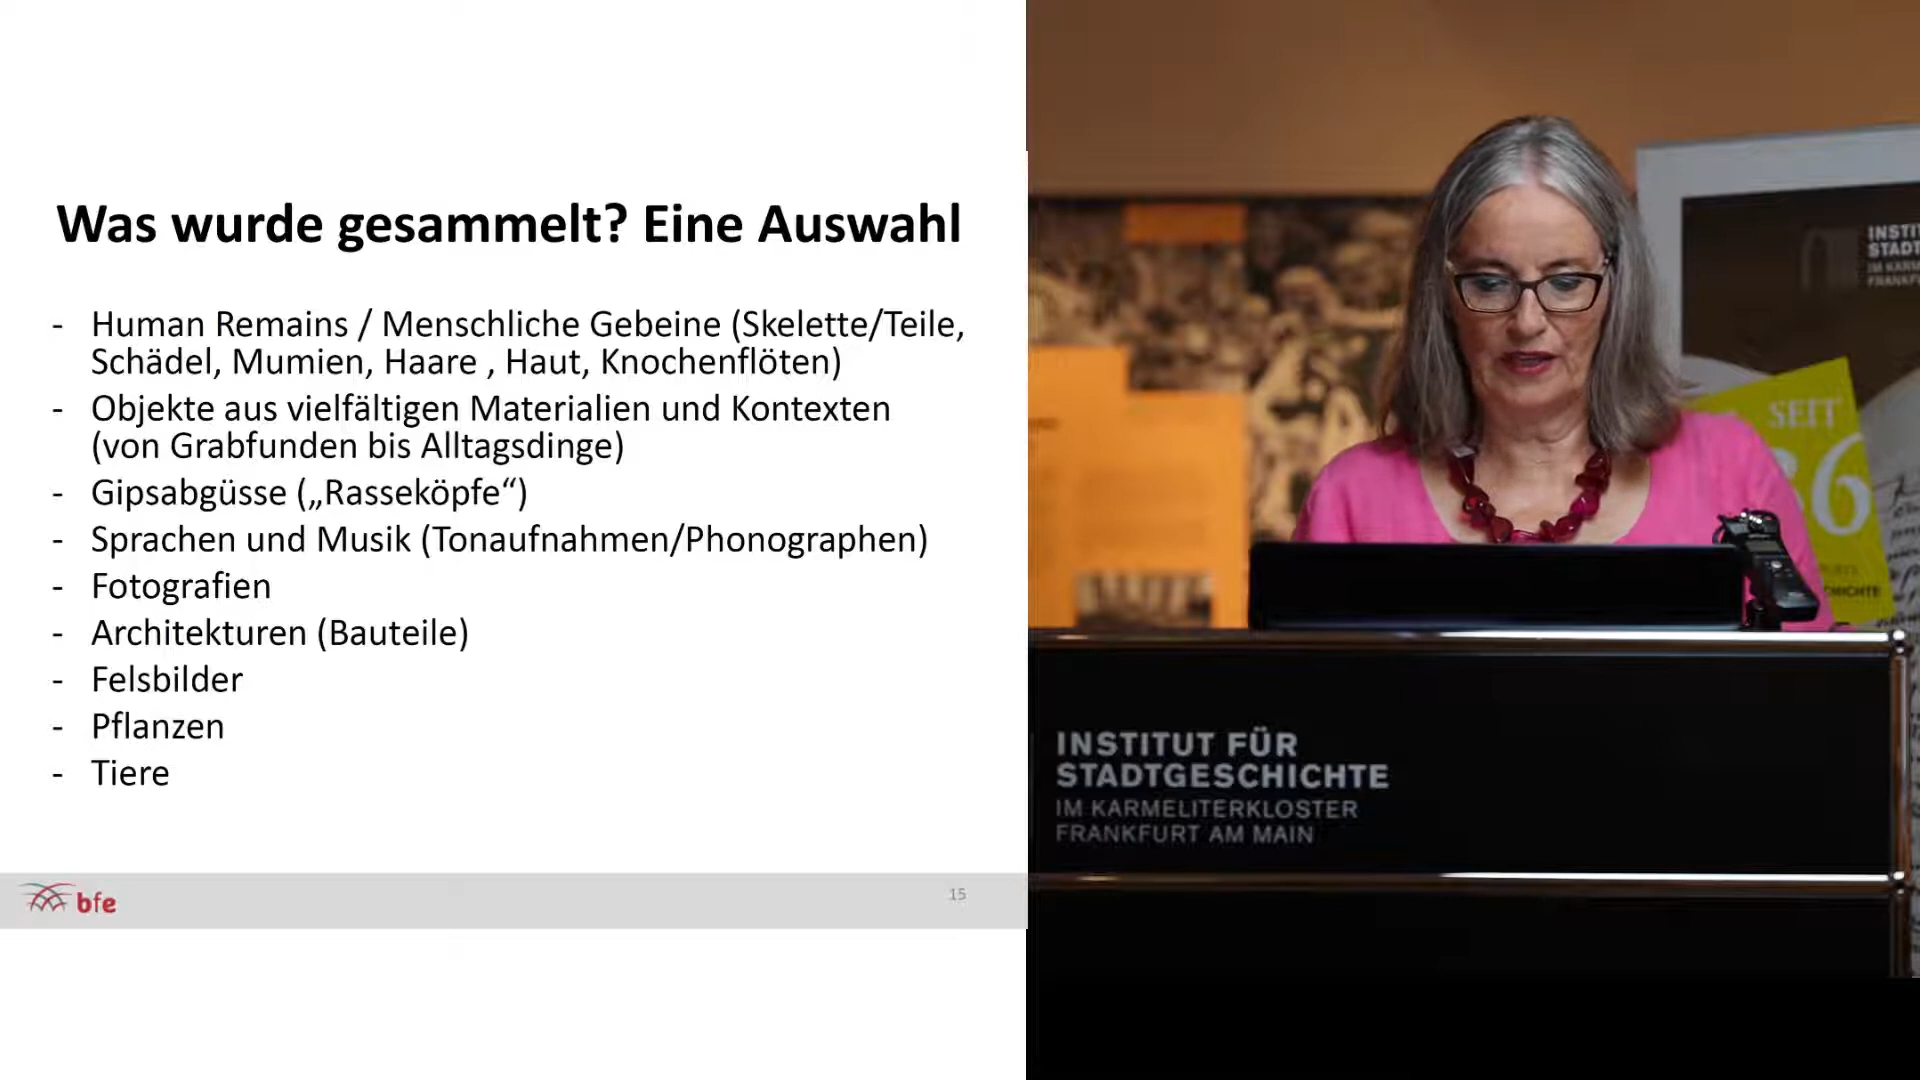 Was wurde gesammelt? Eine Auswahl
- Human Remains / Menschliche Gebeine (Skelette/Teile,
Schädel, Mumien, Haare , Haut, Knochenflöten)
- Objekte aus vielfältigen Materialien und Kontexten
(von Grabfunden bis Alltagsdinge)
- Gipsabgüsse („Rasseköpfe“)
- Sprachen und Musik (Tonaufnahmen/Phonographen)
- Fotografien
- Architekturen (Bauteile)
- Felsbilder
- Pflanzen
- Tiere
bfe
15
SEIT
INSTITUT FÜR
STADTGESCHICHTE
IM KARMELITERKLOSTER
FRANKFURT AM MAIN